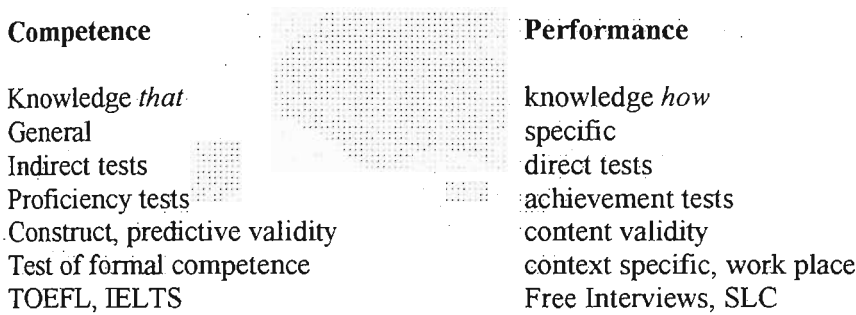 Competence Performance
Knowledge that knowledge how
General specific
Indirect tests direct tests
Proficiency tests achievement tests
Construct, predictive validity content validity
Test of formal competence context specific, work place
TOEFL, IELTS Free Interviews, SLC